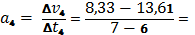 a₄ = Δv₄/Δt₄ = (8,33 − 13,61)/(7 − 6) =